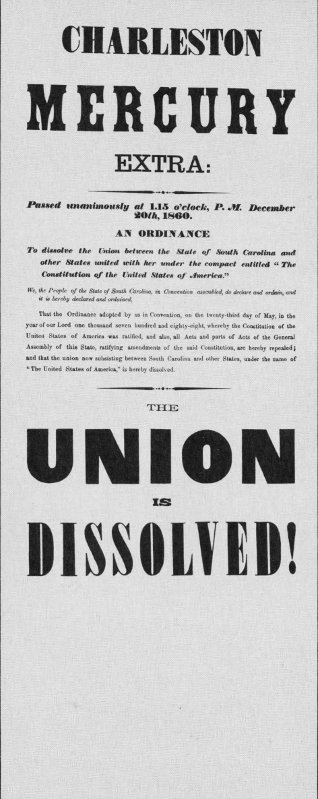 CHARLESTON
MERCURY
EXTRA:
Passed unanimously at 1.15 o'clock, P. M. December
20th, 1860.
AN ORDINANCE
To dissolve the Union between the State of South Carolina and
other States united with her under the compact entitled "The
Constitution of the United States of America."
We, the People of the State of South Carolina, in Convention assembled, do declare and ordain, and
it is hereby declared and ordained,
That the Ordinance adopted by us in Convention, on the twenty-third day of May, in the
year of our Lord one thousand seven hundred and eighty-eight, whereby the Constitution of the
United States of America was ratified, and also, all Acts and parts of Acts of the General
Assembly of this State, ratifying amendments of the said Constitution, are hereby repealed;
and that the union now subsisting between South Carolina and other States, under the name of
"The United States of America," is hereby dissolved.
THE
UNION
IS
DISSOLVED!